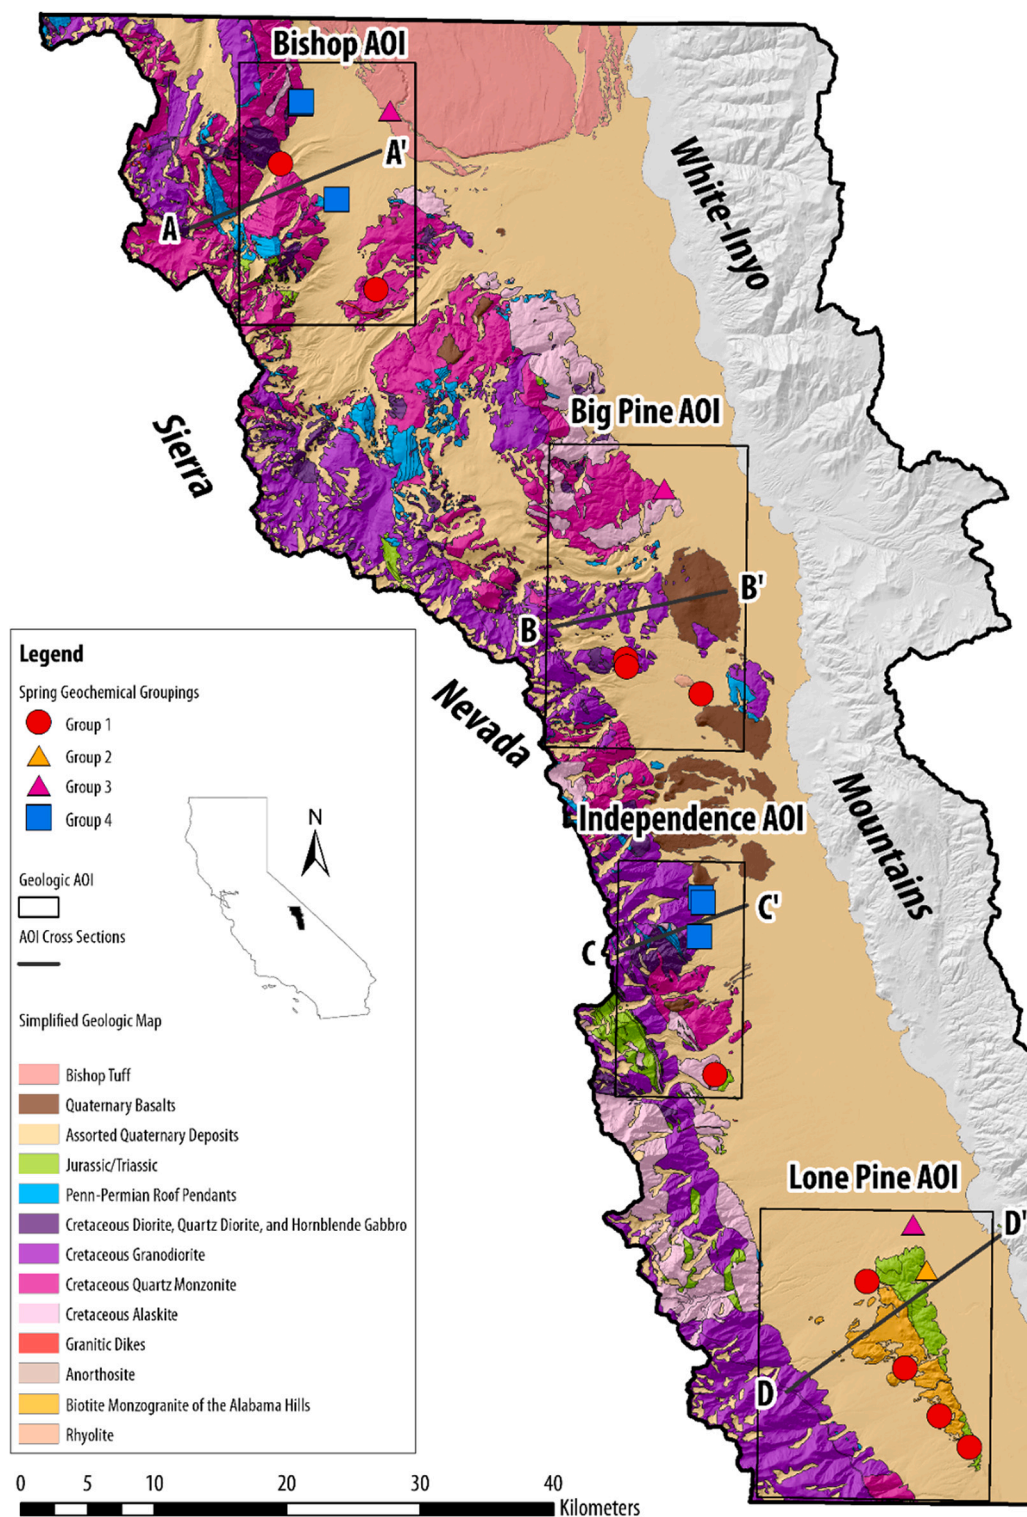 Bishop AOI
A'
A
White-Inyo
Sierra
Big Pine AOI
B'
B
Nevada
Mountains
Independence AOI
C'
C
Lone Pine AOI
D'
D
Legend
Spring Geochemical Groupings
Group 1
Group 2
Group 3
Group 4
N
Geologic AOI
AOI Cross Sections
Simplified Geologic Map
Bishop Tuff
Quaternary Basalts
Assorted Quaternary Deposits
Jurassic/Triassic
Penn-Permian Roof Pendants
Cretaceous Diorite, Quartz Diorite, and Hornblende Gabbro
Cretaceous Granodiorite
Cretaceous Quartz Monzonite
Cretaceous Alaskite
Granitic Dikes
Anorthosite
Biotite Monzogranite of the Alabama Hills
Rhyolite
0 5 10 20 30 40
Kilometers